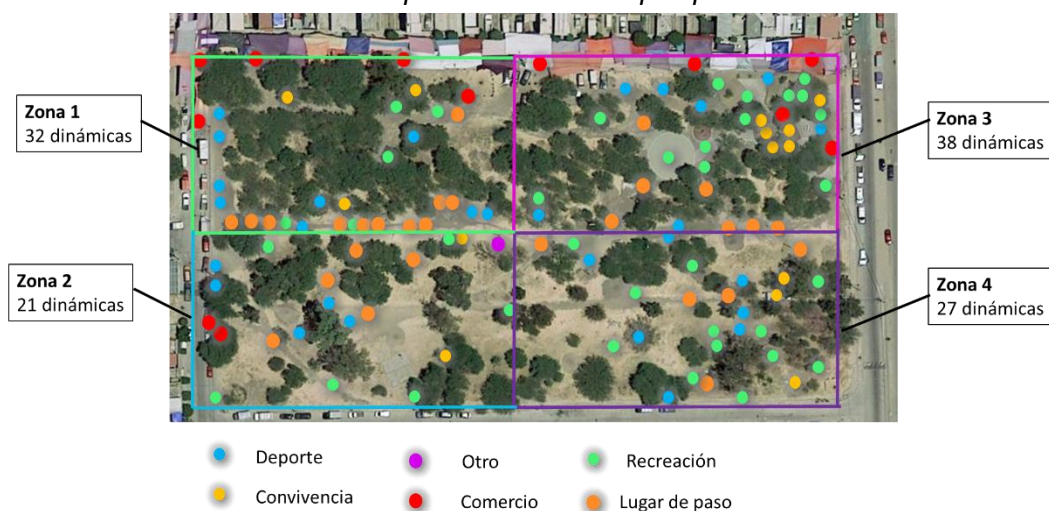 Zona 1
32 dinámicas
Zona 3
38 dinámicas
Zona 2
21 dinámicas
Zona 4
27 dinámicas
Deporte
Otro
Recreación
Convivencia
Comercio
Lugar de paso